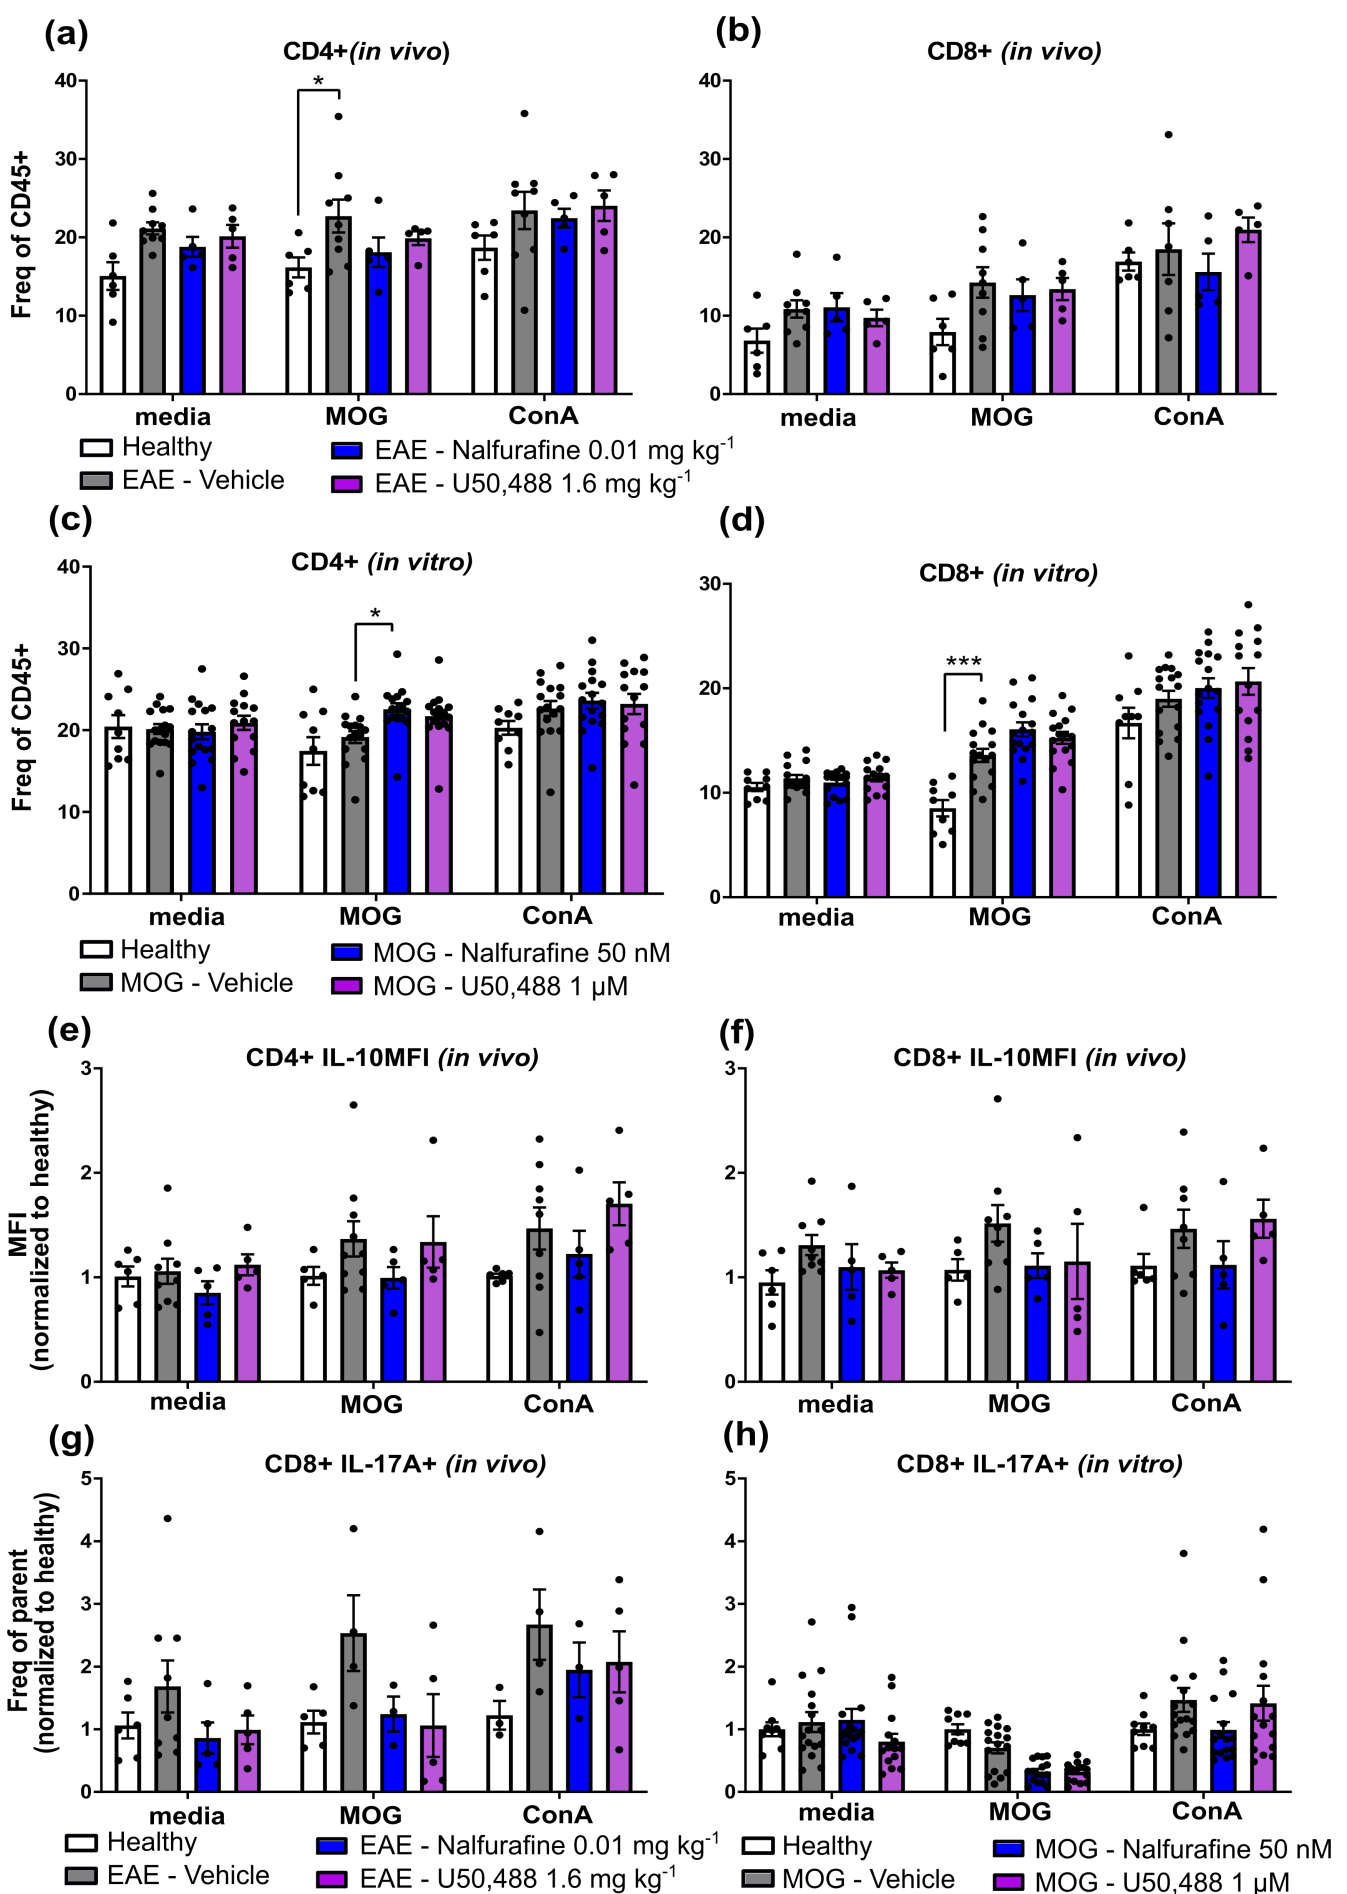 (a)
CD4+(in vivo)
Freq of CD45+
40
30
20
10
0
*
media
MOG
ConA
(b)
CD8+ (in vivo)
40
30
20
10
0
media
MOG
ConA
Healthy
EAE - Vehicle
EAE - Nalfurafine 0.01 mg kg⁻¹
EAE - U50,488 1.6 mg kg⁻¹
(c)
CD4+ (in vitro)
Freq of CD45+
40
30
20
10
0
*
media
MOG
ConA
(d)
CD8+ (in vitro)
30
20
10
0
***
media
MOG
ConA
Healthy
MOG - Vehicle
MOG - Nalfurafine 50 nM
MOG - U50,488 1 µM
(e)
CD4+ IL-10MFI (in vivo)
MFI
(normalized to healthy)
3
2
1
0
media
MOG
ConA
(f)
CD8+ IL-10MFI (in vivo)
3
2
1
0
media
MOG
ConA
(g)
CD8+ IL-17A+ (in vivo)
Freq of parent
(normalized to healthy)
5
4
3
2
1
0
media
MOG
ConA
(h)
CD8+ IL-17A+ (in vitro)
5
4
3
2
1
0
media
MOG
ConA
Healthy
EAE - Vehicle
EAE - Nalfurafine 0.01 mg kg⁻¹
EAE - U50,488 1.6 mg kg⁻¹
Healthy
MOG - Vehicle
MOG - Nalfurafine 50 nM
MOG - U50,488 1 µM